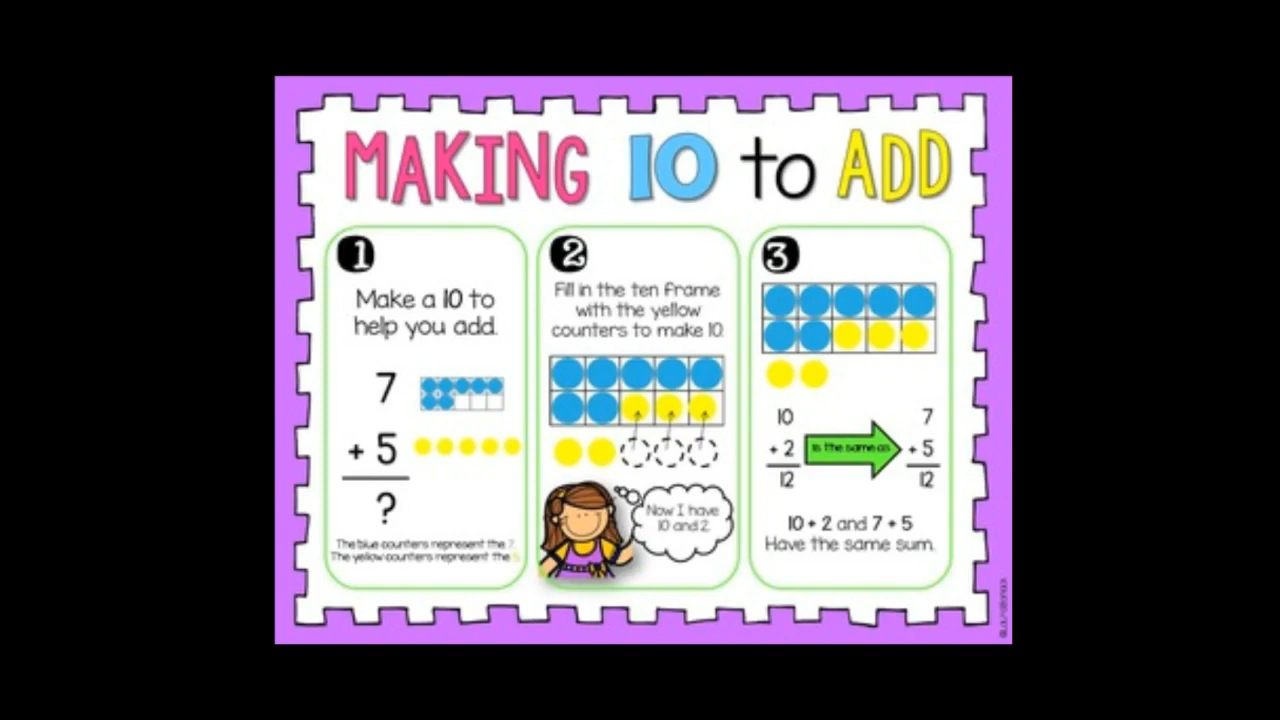 MAKING 10 to ADD
1
Make a 10 to
help you add.
7
+ 5
?
The blue counters represent the 7.
The yellow counters represent the 5.
2
Fill in the ten frame
with the yellow
counters to make 10.
Now I have
10 and 2.
3
10
+ 2
12
is the same as
7
+ 5
12
10 + 2 and 7 + 5
Have the same sum.